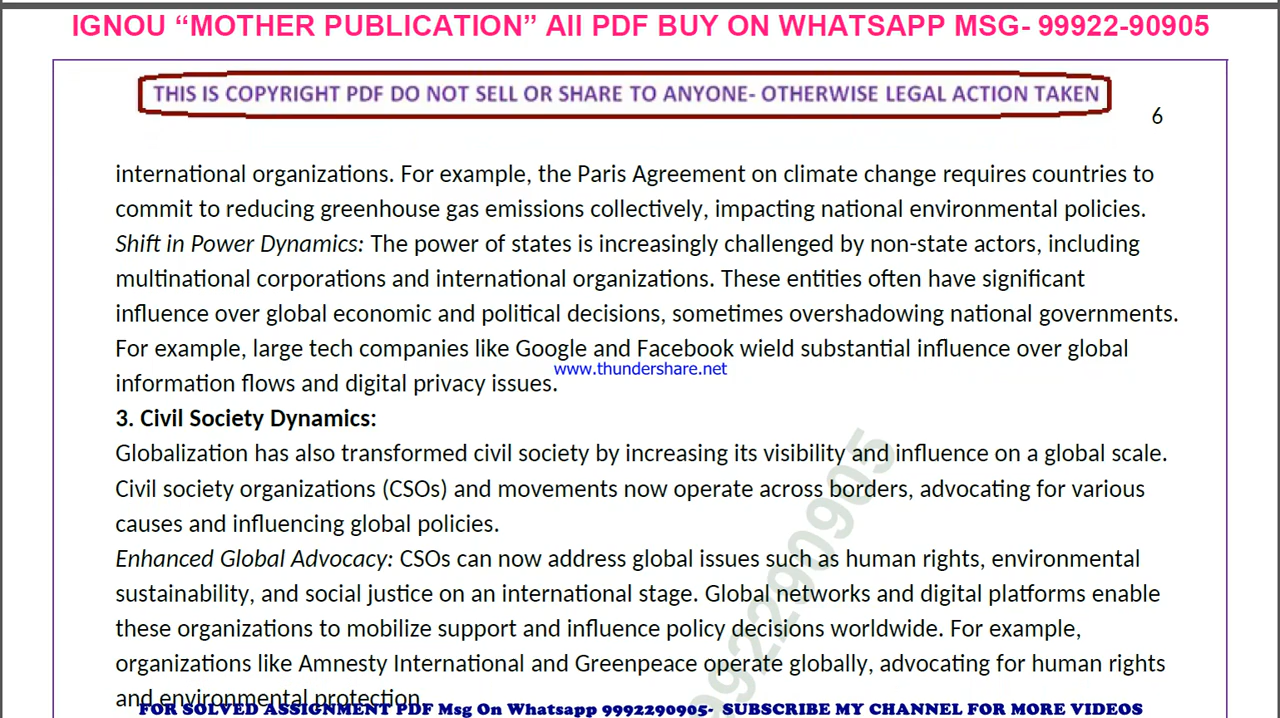 IGNOU “MOTHER PUBLICATION” All PDF BUY ON WHATSAPP MSG- 99922-90905
THIS IS COPYRIGHT PDF DO NOT SELL OR SHARE TO ANYONE- OTHERWISE LEGAL ACTION TAKEN
6
international organizations. For example, the Paris Agreement on climate change requires countries to
commit to reducing greenhouse gas emissions collectively, impacting national environmental policies.
Shift in Power Dynamics: The power of states is increasingly challenged by non-state actors, including
multinational corporations and international organizations. These entities often have significant
influence over global economic and political decisions, sometimes overshadowing national governments.
For example, large tech companies like Google and Facebook wield substantial influence over global
www.thundershare.net
information flows and digital privacy issues.
3. Civil Society Dynamics:
Globalization has also transformed civil society by increasing its visibility and influence on a global scale.
Civil society organizations (CSOs) and movements now operate across borders, advocating for various
causes and influencing global policies.
Enhanced Global Advocacy: CSOs can now address global issues such as human rights, environmental
sustainability, and social justice on an international stage. Global networks and digital platforms enable
these organizations to mobilize support and influence policy decisions worldwide. For example,
organizations like Amnesty International and Greenpeace operate globally, advocating for human rights
and environmental protection
9992290905
FOR SOLVED ASSIGNMENT PDF Msg On Whatsapp 9992290905- SUBSCRIBE MY CHANNEL FOR MORE VIDEOS